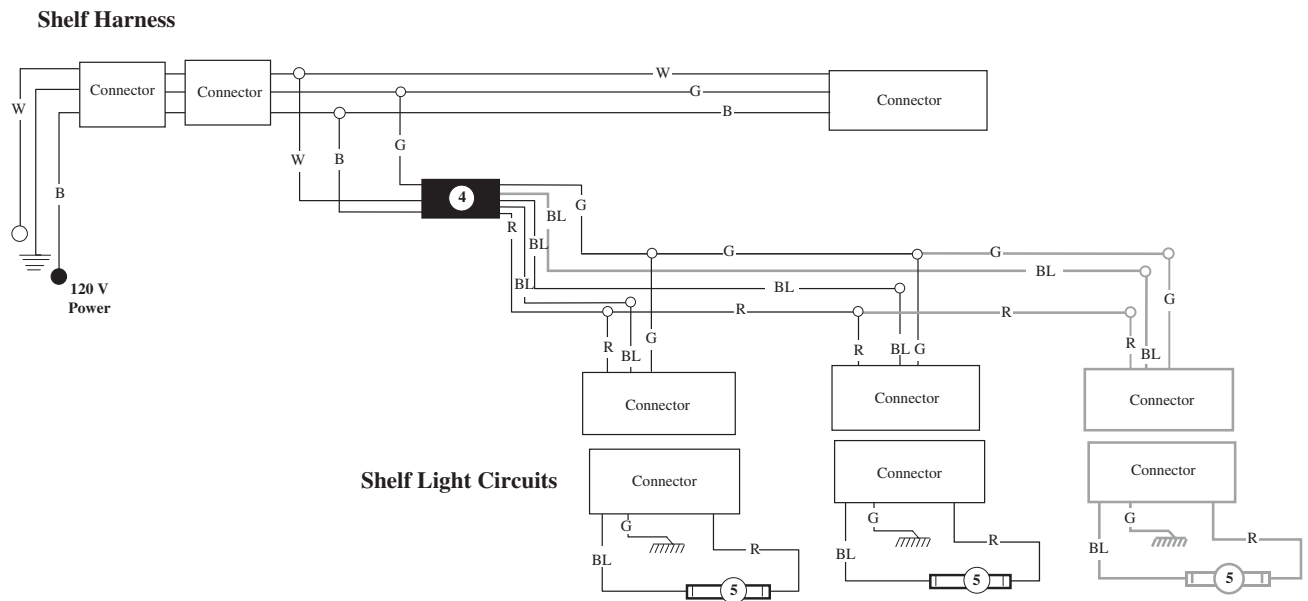 Shelf Harness
W
Connector
Connector
W
G
B
Connector
W
B
G
B
4
R
BL
BL
BL
G
120 V
Power
G
G
BL
BL
R
R
G
R
BL
G
R
BL
G
R
BL
Connector
Connector
Connector
Shelf Light Circuits
Connector
Connector
Connector
G
BL
R
5
G
BL
R
5
G
BL
R
5